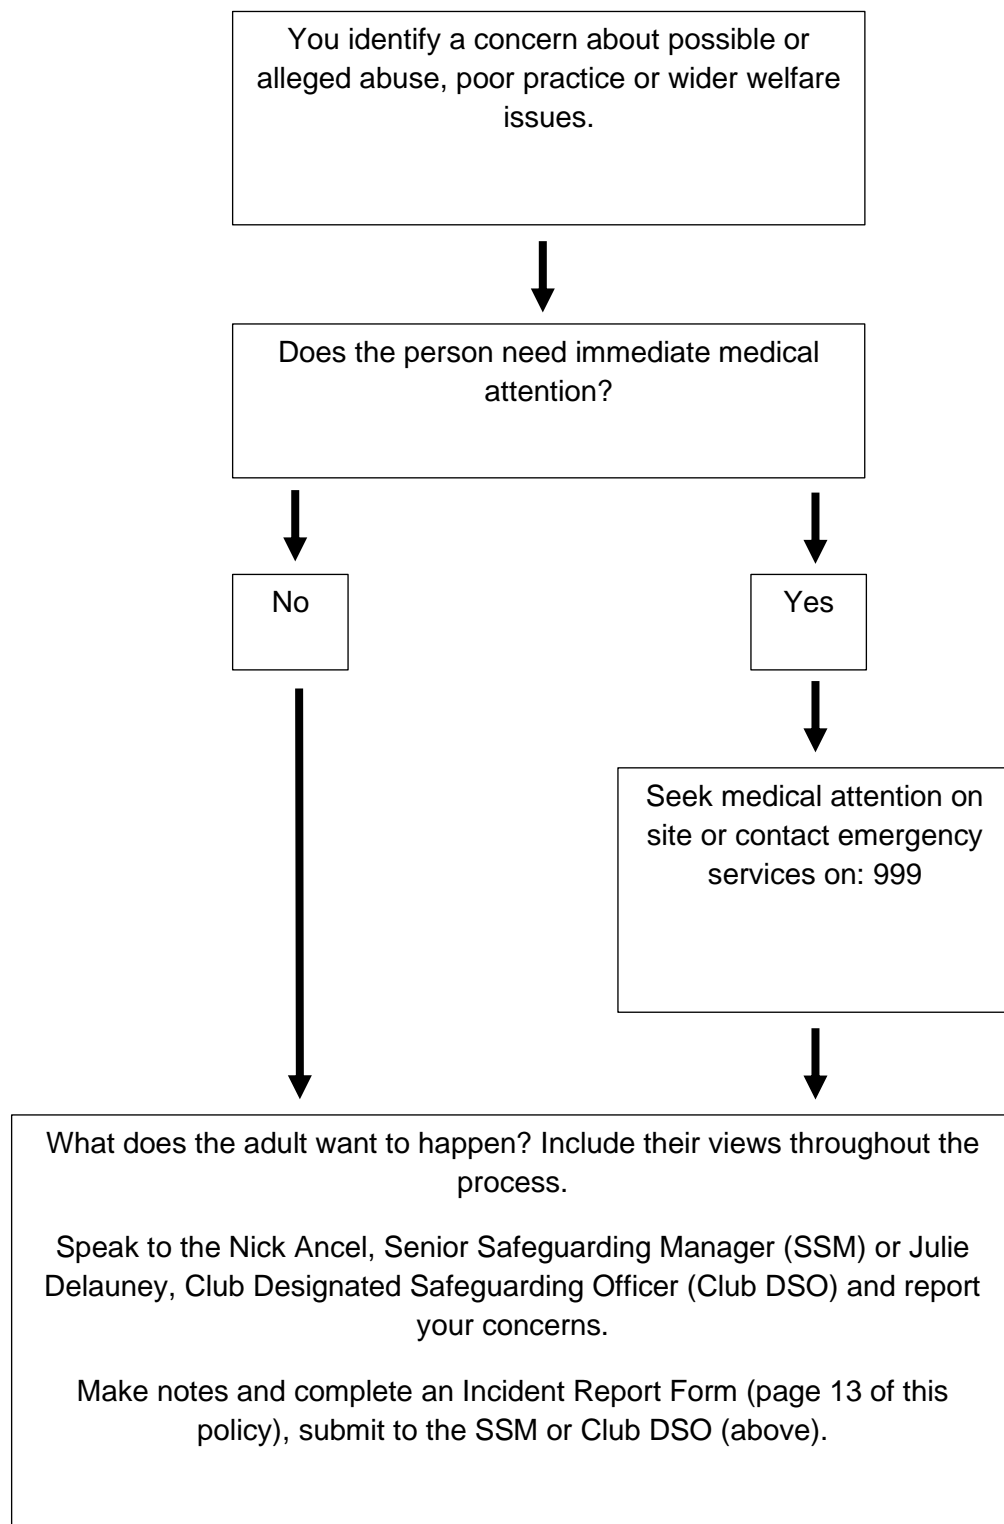 You identify a concern about possible or
alleged abuse, poor practice or wider welfare
issues.
Does the person need immediate medical
attention?
No
Yes
Seek medical attention on
site or contact emergency
services on: 999
What does the adult want to happen? Include their views throughout the
process.
Speak to the Nick Ancel, Senior Safeguarding Manager (SSM) or Julie
Delauney, Club Designated Safeguarding Officer (Club DSO) and report
your concerns.
Make notes and complete an Incident Report Form (page 13 of this
policy), submit to the SSM or Club DSO (above).